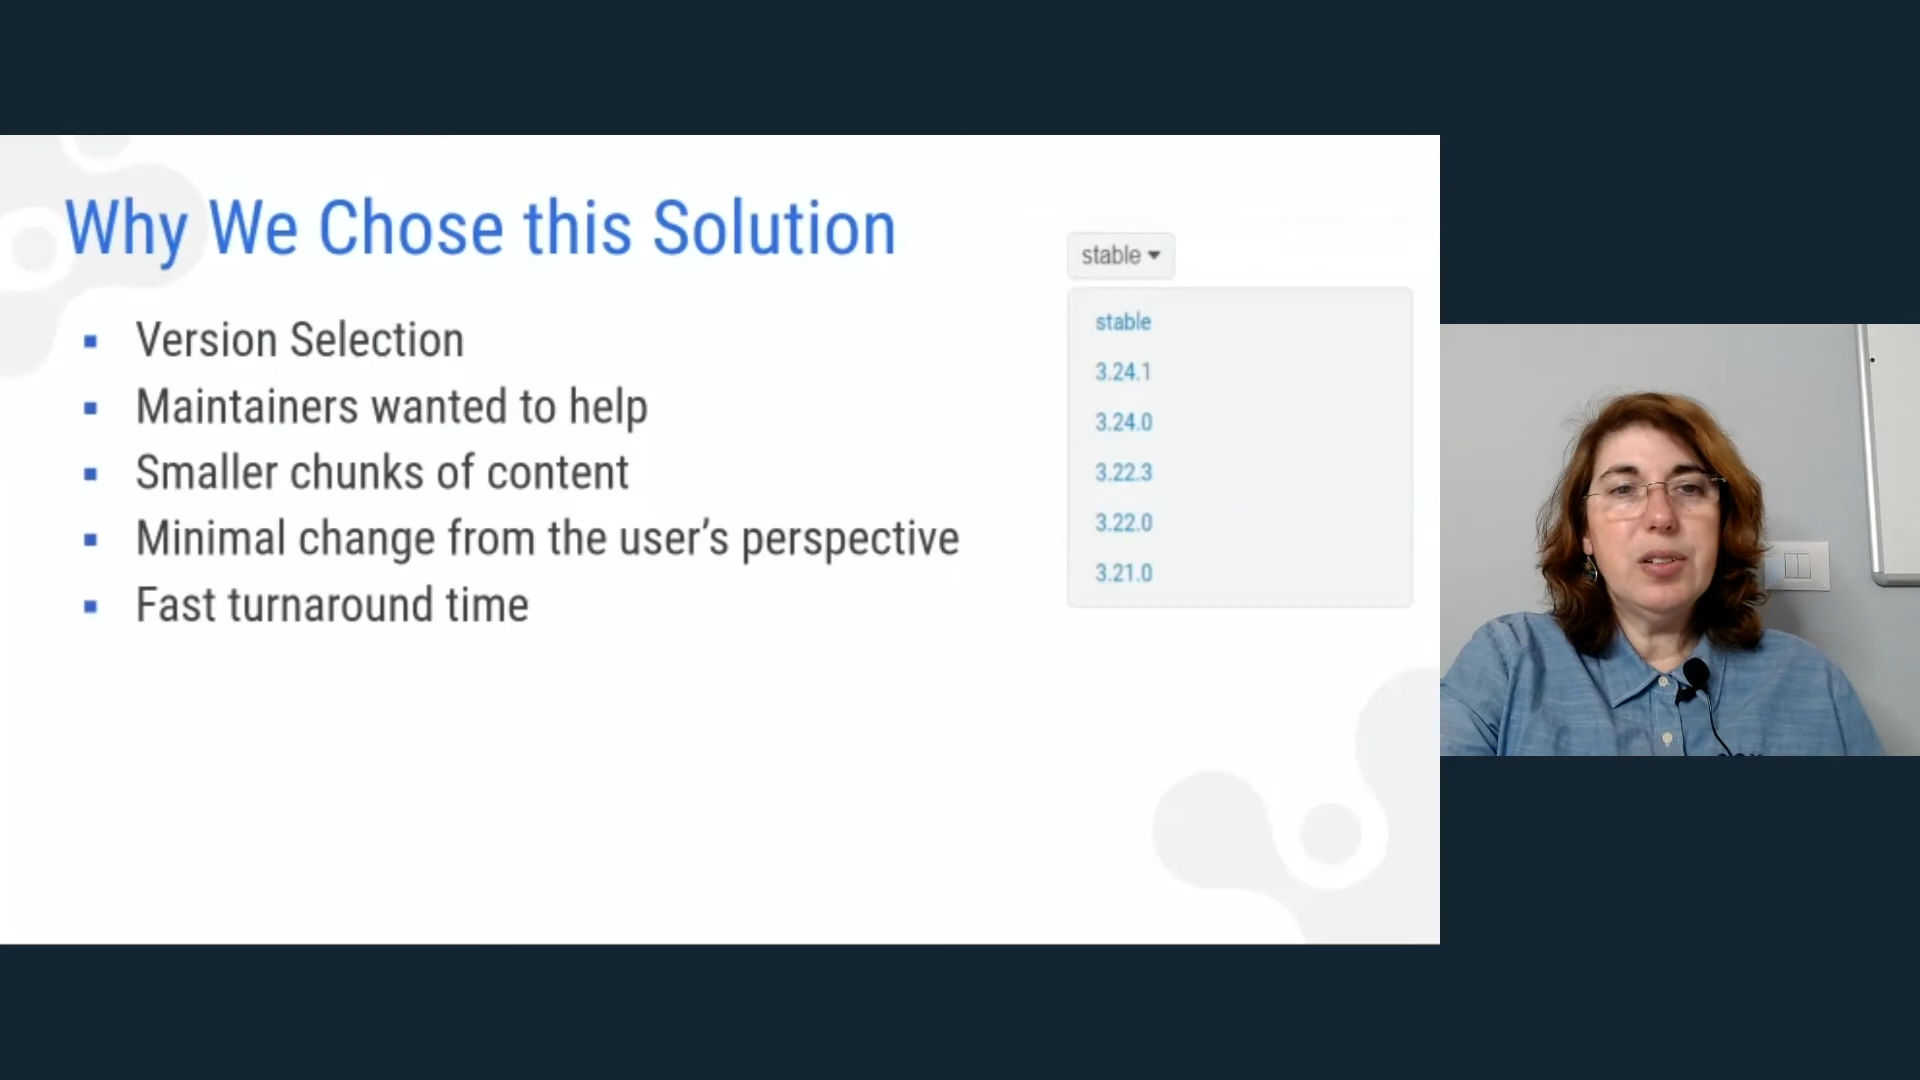 Why We Chose this Solution
Version Selection
Maintainers wanted to help
Smaller chunks of content
Minimal change from the user’s perspective
Fast turnaround time
stable
stable
3.24.1
3.24.0
3.22.3
3.22.0
3.21.0